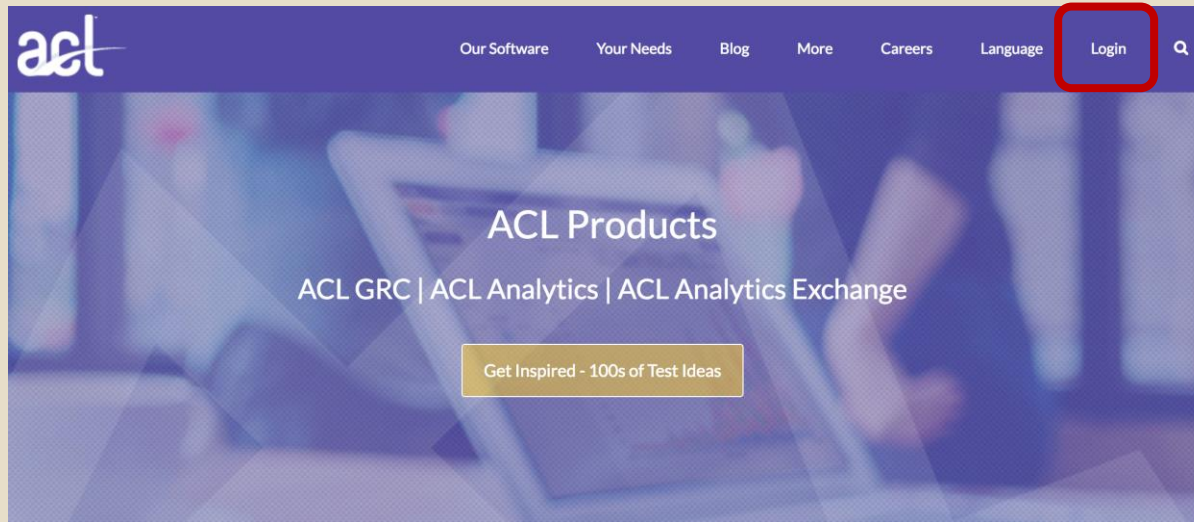 acl
Our Software Your Needs Blog More Careers Language Login
ACL Products
ACL GRC | ACL Analytics | ACL Analytics Exchange
Get Inspired - 100s of Test Ideas